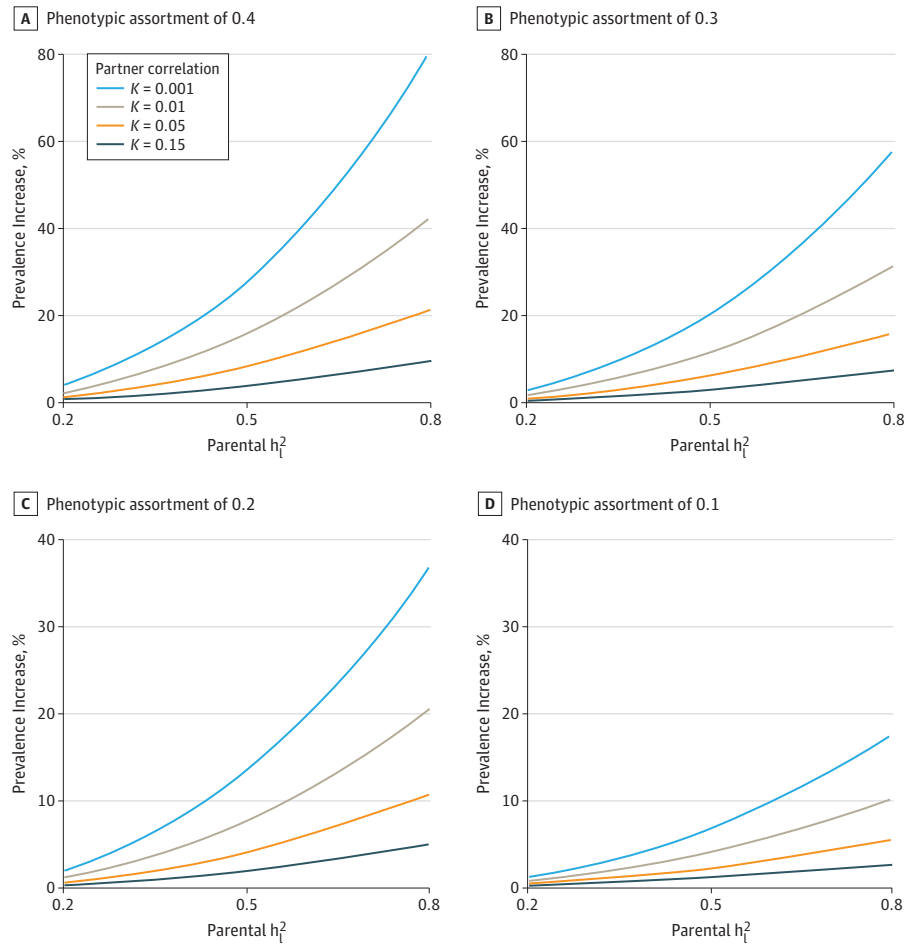 A Phenotypic assortment of 0.4
80
60
40
20
0
Prevalence Increase, %
Partner correlation
K = 0.001
K = 0.01
K = 0.05
K = 0.15
0.2 0.5 0.8
Parental h²l
B Phenotypic assortment of 0.3
80
60
40
20
0
Prevalence Increase, %
0.2 0.5 0.8
Parental h²l
C Phenotypic assortment of 0.2
40
30
20
10
0
Prevalence Increase, %
0.2 0.5 0.8
Parental h²l
D Phenotypic assortment of 0.1
40
30
20
10
0
Prevalence Increase, %
0.2 0.5 0.8
Parental h²l